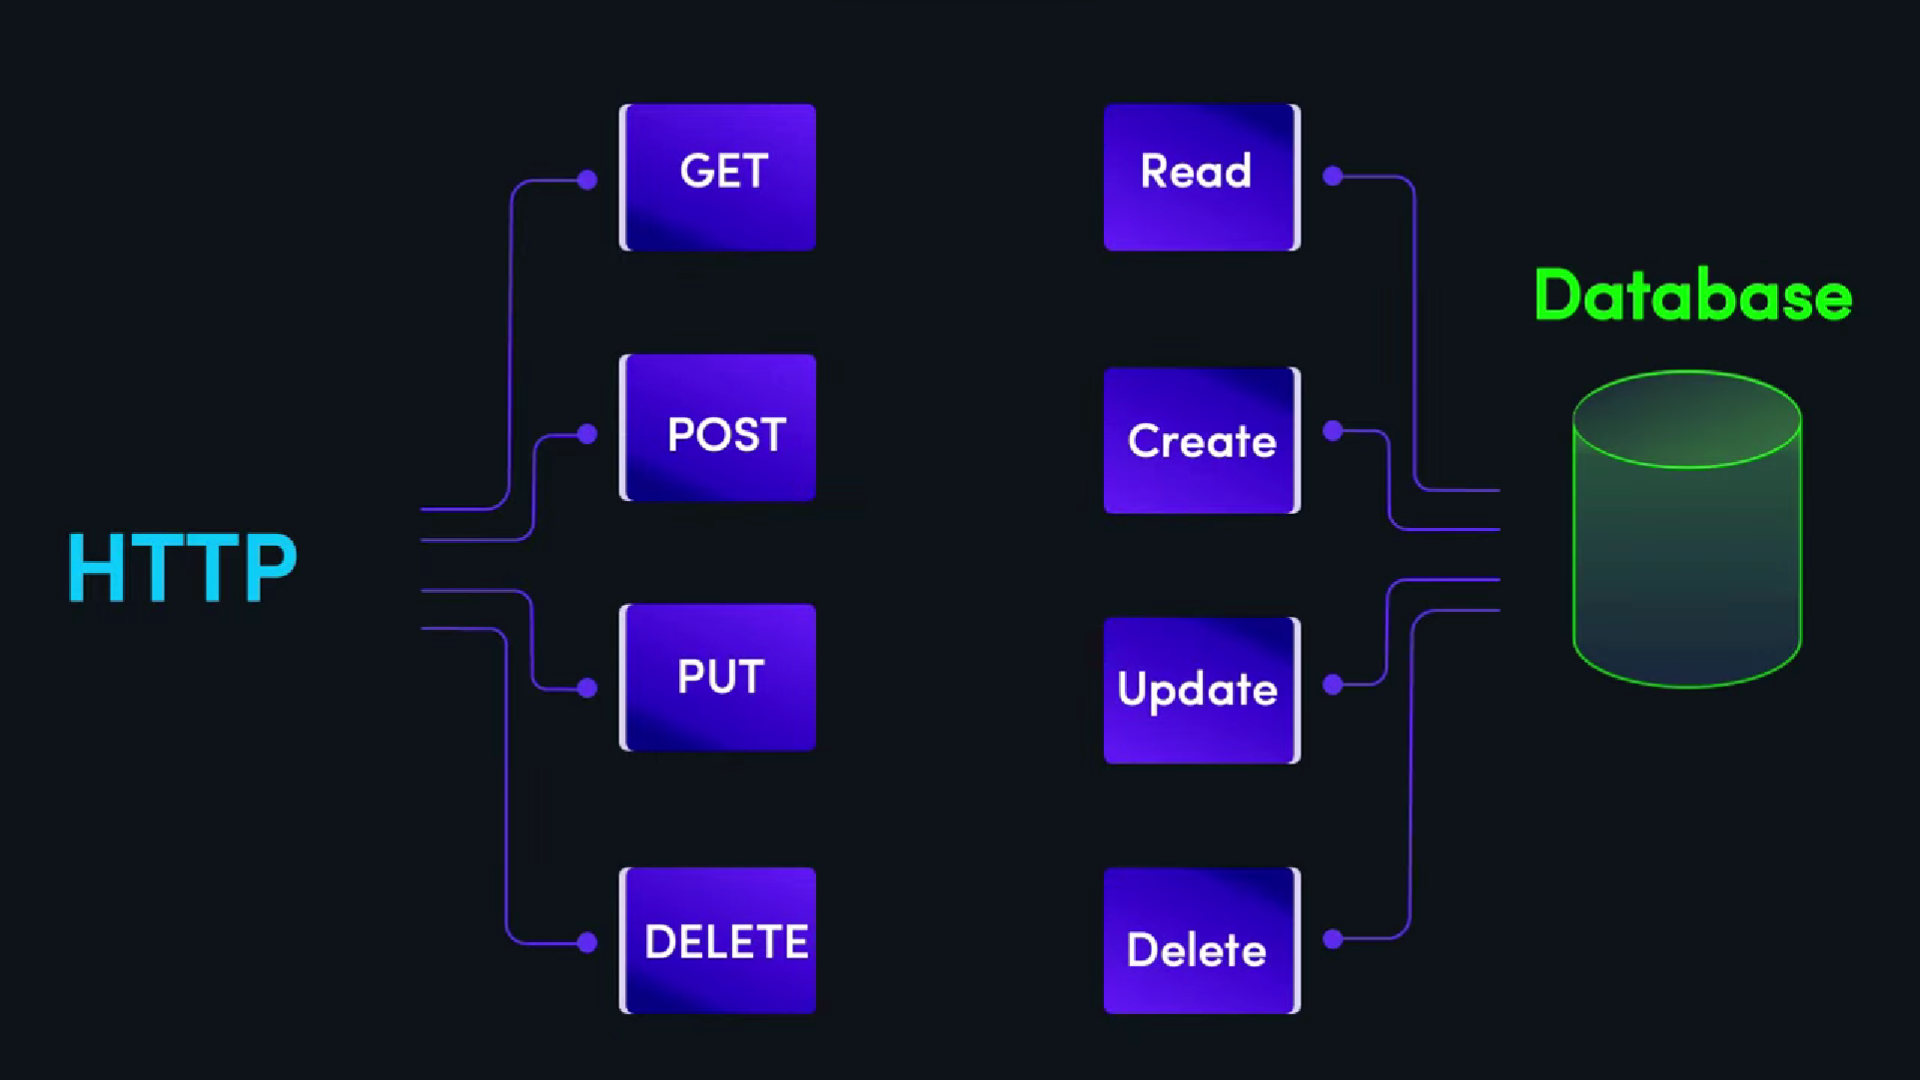 HTTP
GET
POST
PUT
DELETE
Read
Create
Update
Delete
Database